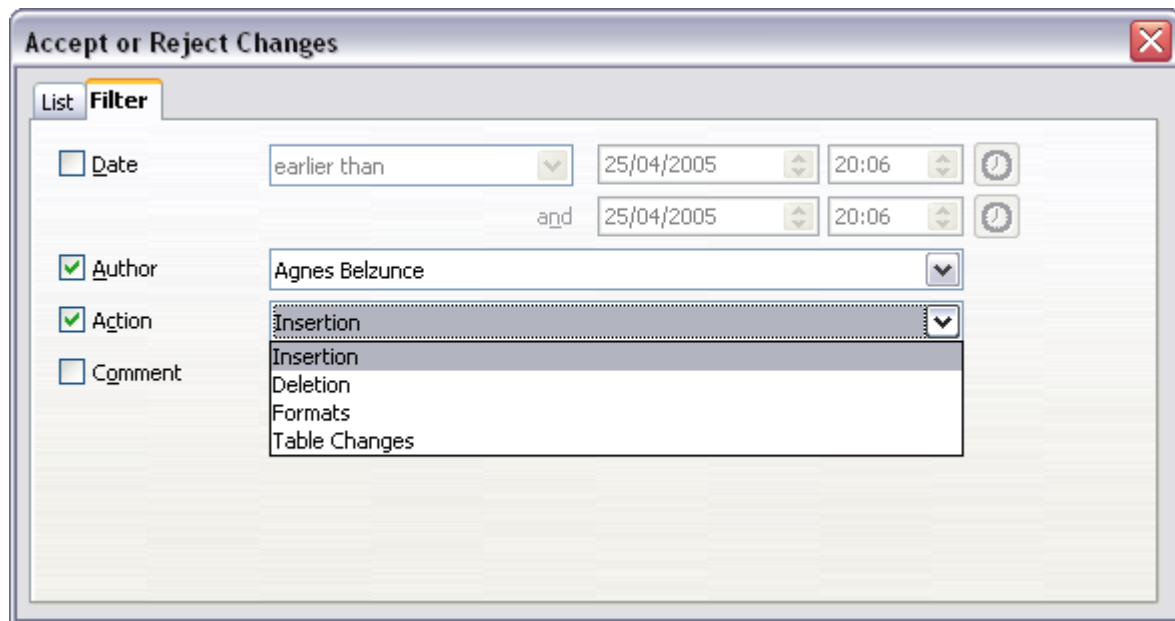 Accept or Reject Changes
List Filter
Date earlier than 25/04/2005 20:06
and 25/04/2005 20:06
Author Agnes Belzunce
Action Insertion
Insertion
Comment
Deletion
Formats
Table Changes